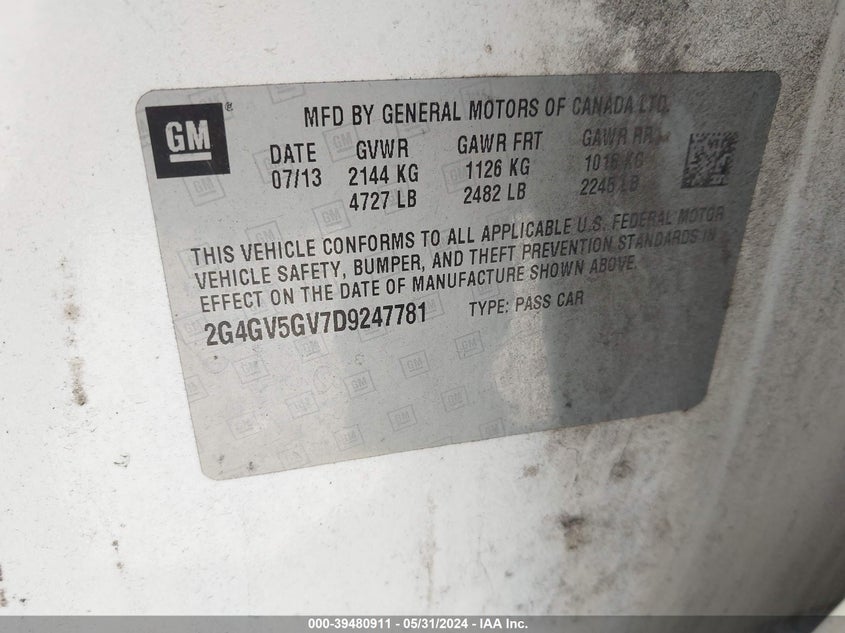 GM®
MFD BY GENERAL MOTORS OF CANADA LTD.
DATE GVWR GAWR FRT GAWR RR
07/13 2144 KG 1126 KG 1018 KG
4727 LB 2482 LB 2245 LB
THIS VEHICLE CONFORMS TO ALL APPLICABLE U.S. FEDERAL MOTOR
VEHICLE SAFETY, BUMPER, AND THEFT PREVENTION STANDARDS IN
EFFECT ON THE DATE OF MANUFACTURE SHOWN ABOVE.
2G4GV5GV7D9247781 TYPE: PASS CAR
000-39480911 - 05/31/2024 - IAA Inc.